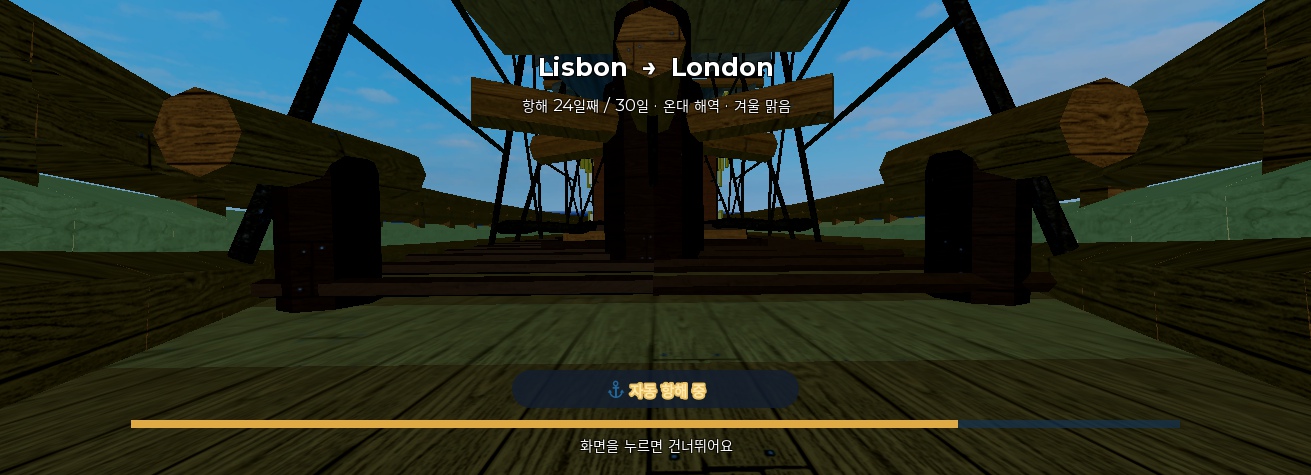 Lisbon → London
항해 24일째 / 30일 · 온대 해역 · 겨울 맑음
⚓ 자동 항해 중
화면을 누르면 건너뛰어요